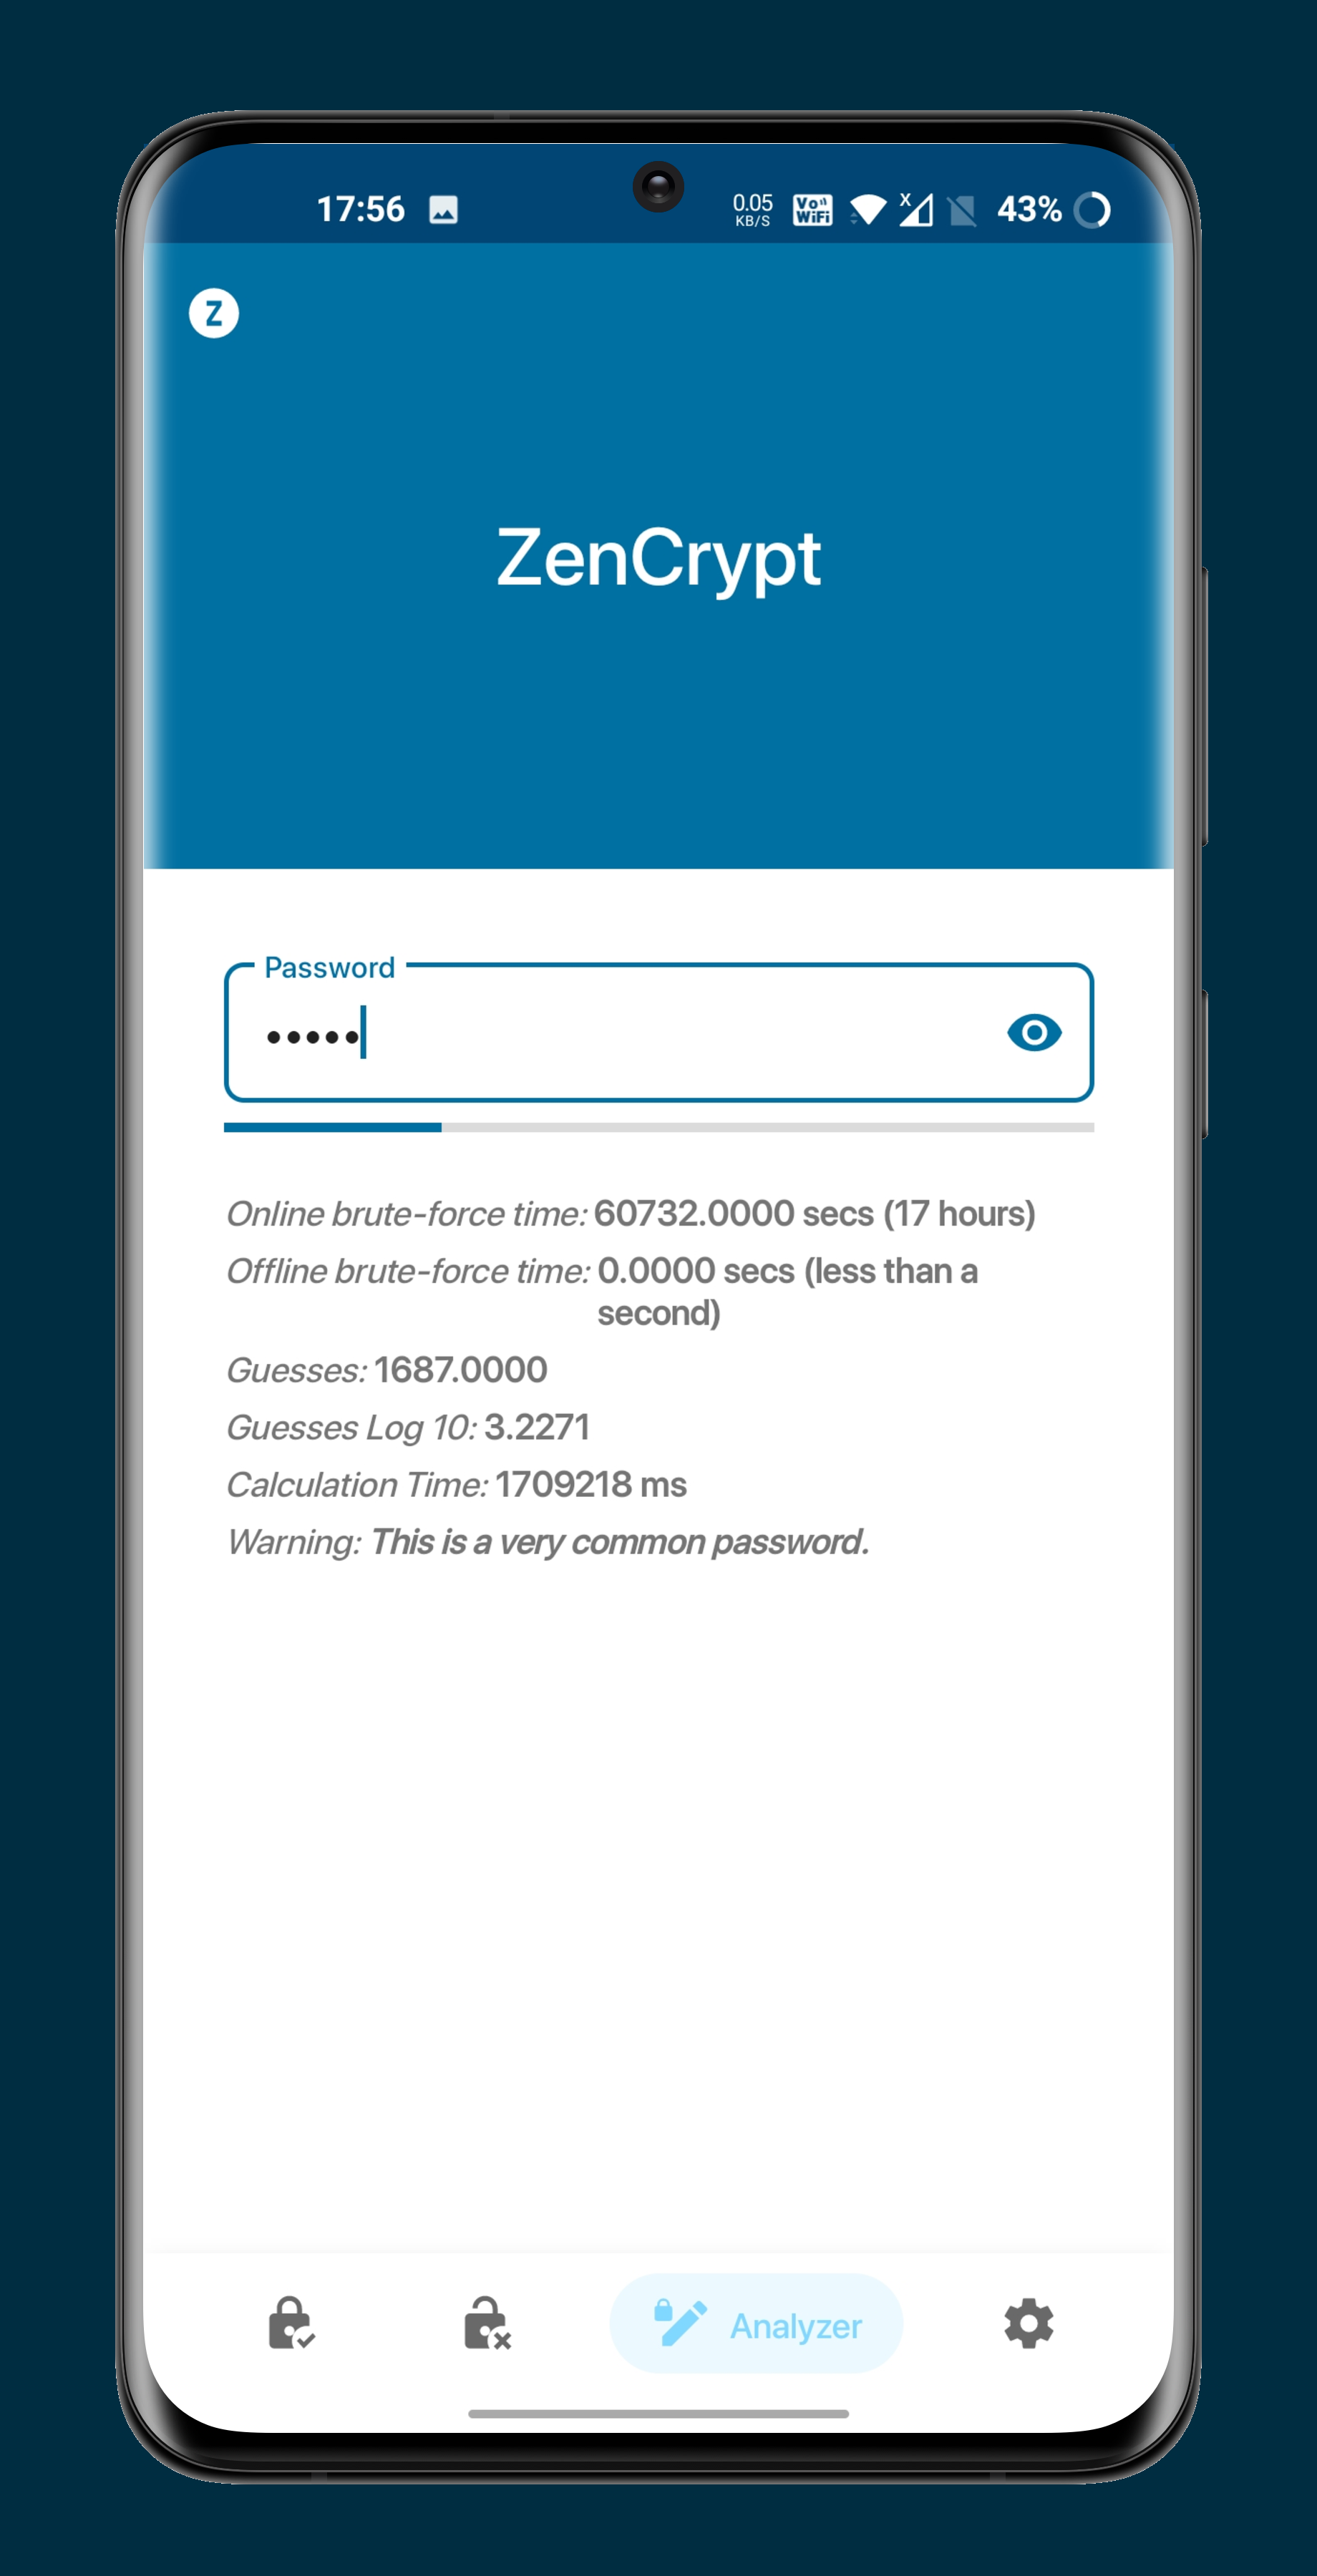 17:56
0.05
KB/S
Vo
WiFi
X
43%
Z
ZenCrypt
Password
•••••
Online brute-force time: 60732.0000 secs (17 hours)
Offline brute-force time: 0.0000 secs (less than a
second)
Guesses: 1687.0000
Guesses Log 10: 3.2271
Calculation Time: 1709218 ms
Warning: This is a very common password.
Analyzer